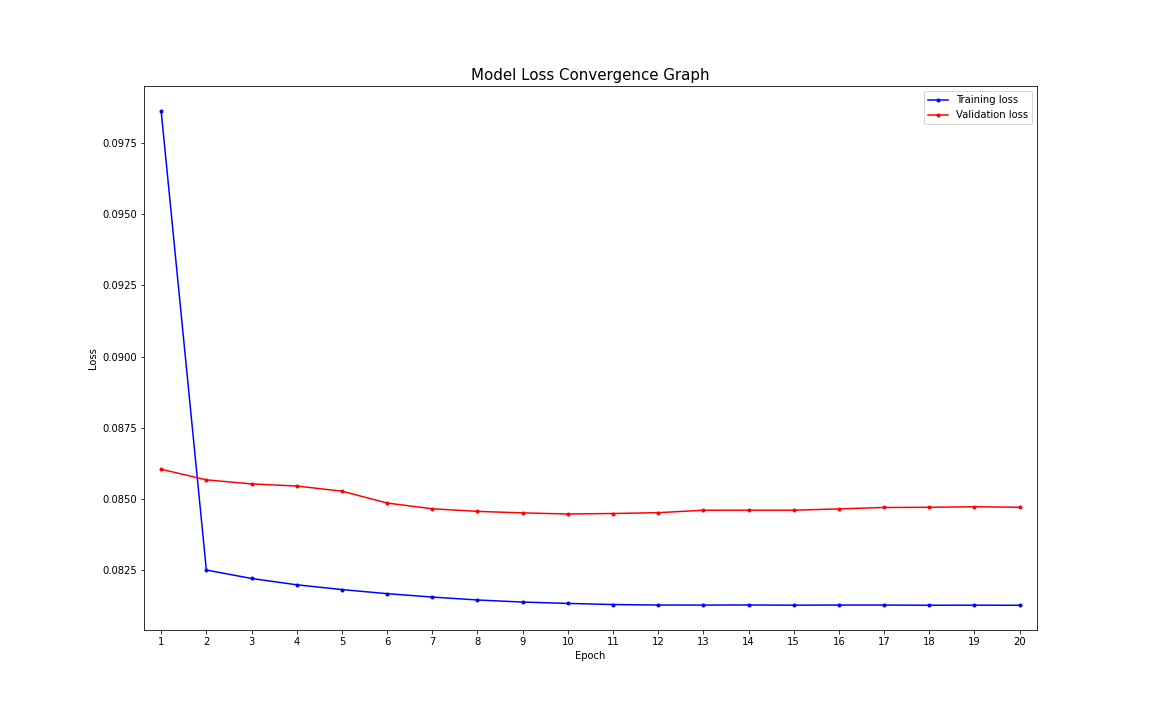 Model Loss Convergence Graph
Training loss
Validation loss
0.0975
0.0950
0.0925
0.0900
0.0875
0.0850
0.0825
Loss
1 2 3 4 5 6 7 8 9 10 11 12 13 14 15 16 17 18 19 20
Epoch